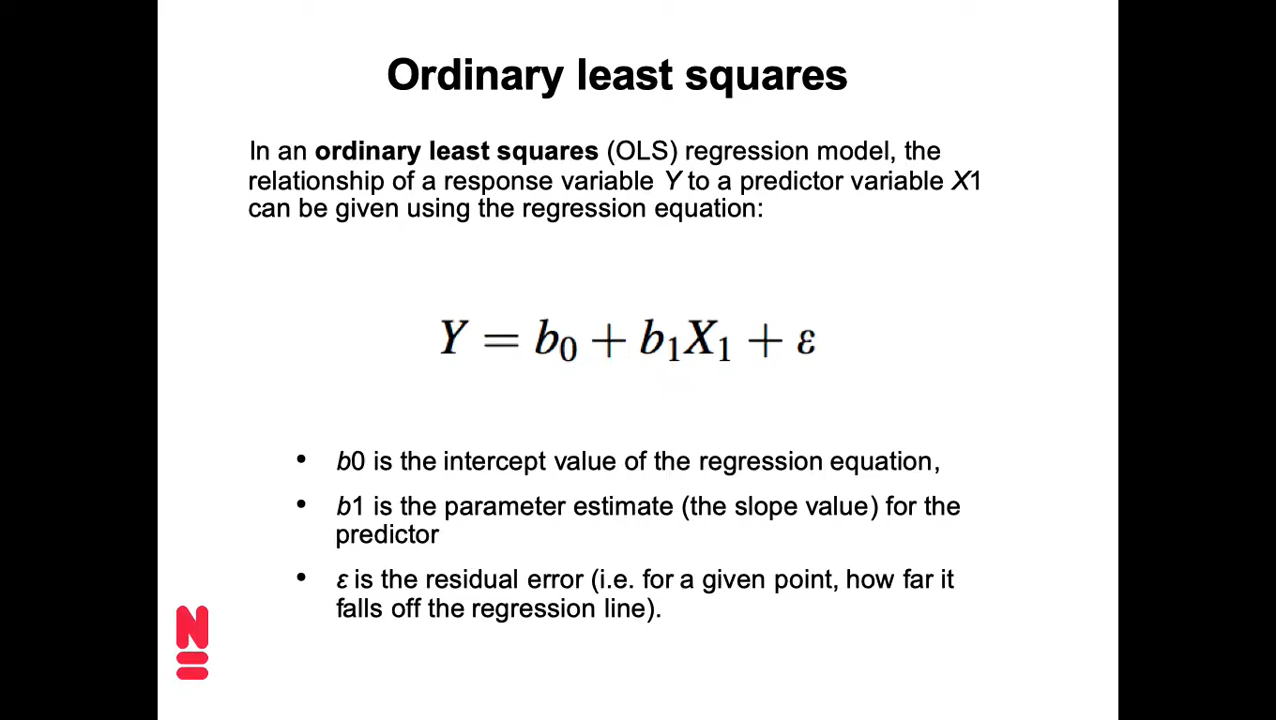 Ordinary least squares
In an ordinary least squares (OLS) regression model, the
relationship of a response variable Y to a predictor variable X1
can be given using the regression equation:
Y = b₀ + b₁X₁ + ε
• b0 is the intercept value of the regression equation,
• b1 is the parameter estimate (the slope value) for the
predictor
• ε is the residual error (i.e. for a given point, how far it
falls off the regression line).
N